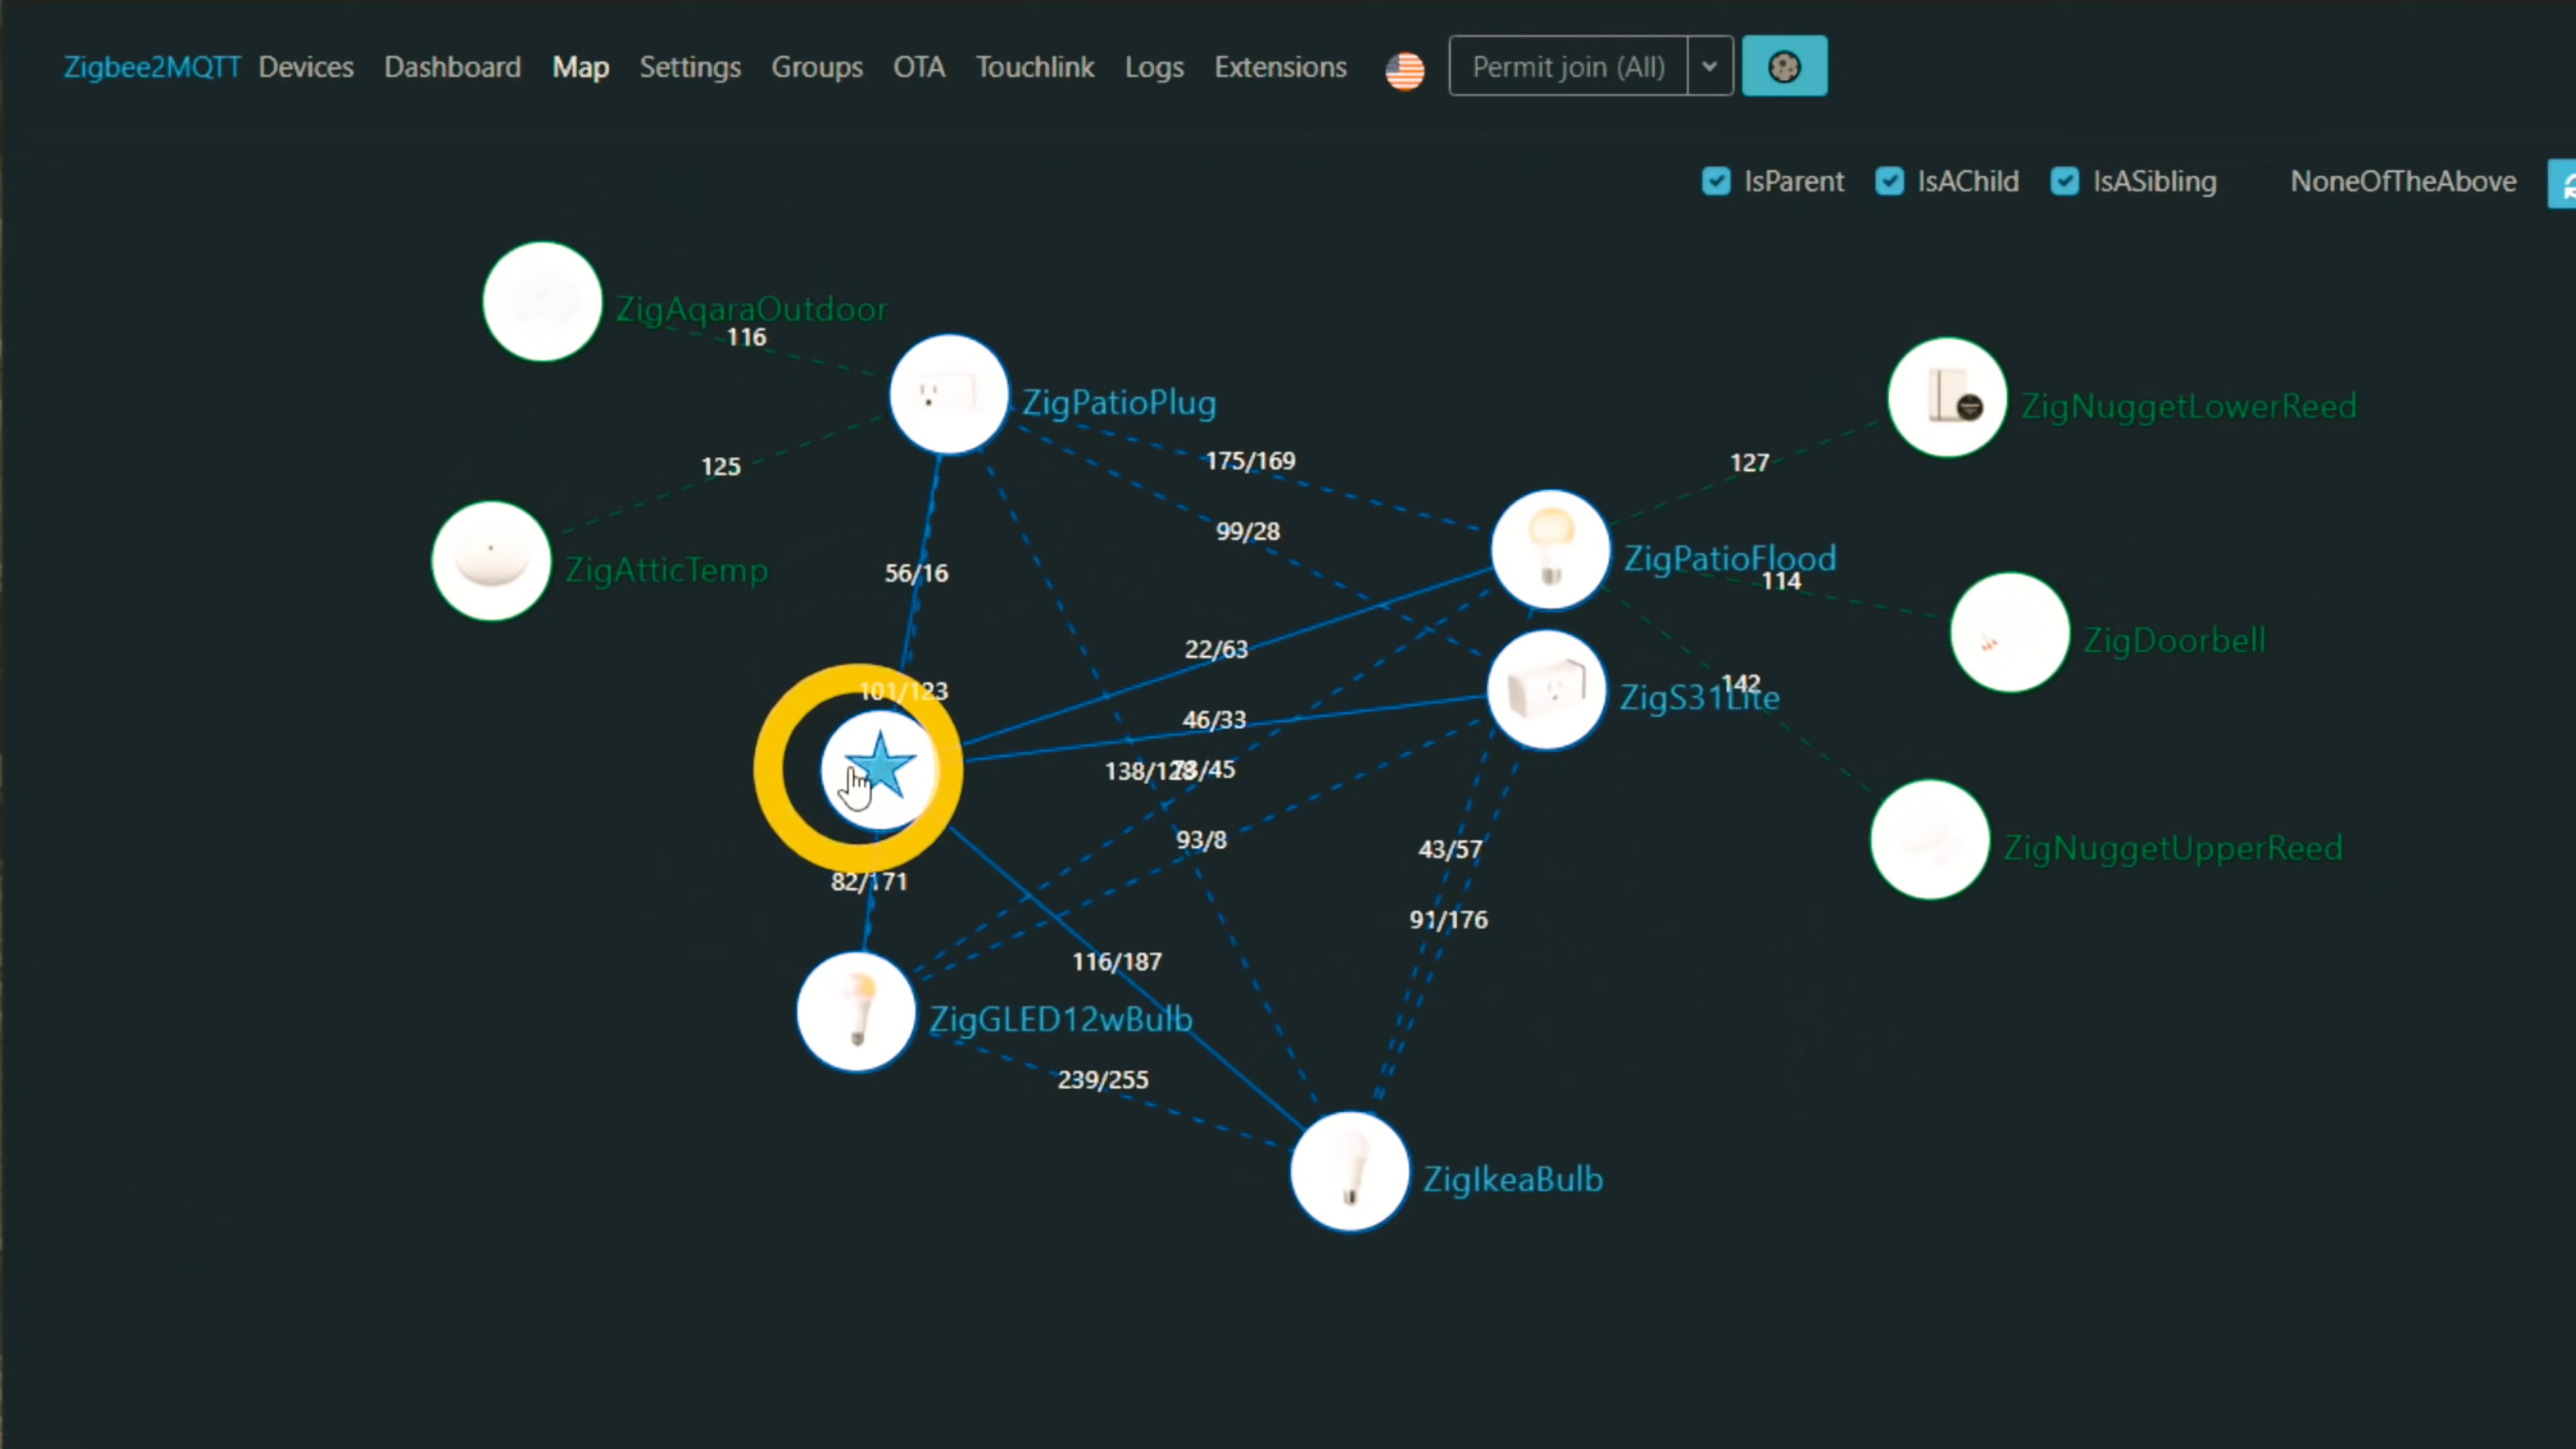 Zigbee2MQTT Devices Dashboard Map Settings Groups OTA Touchlink Logs Extensions Permit join (All)
IsParent IsAChild IsASibling NoneOfTheAbove
ZigAqaraOutdoor
116
ZigPatioPlug
ZigNuggetLowerReed
125
175/169
127
99/28
ZigAtticTemp
56/16
ZigPatioFlood
114
22/63
ZigDoorbell
101/123
142
ZigS31Lite
46/33
138/128
/45
93/8
43/57
ZigNuggetUpperReed
82/171
91/176
116/187
ZigGLED12wBulb
239/255
ZigIkeaBulb